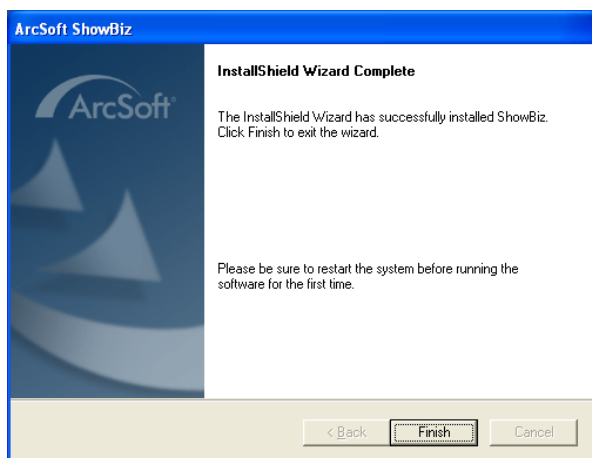 ArcSoft ShowBiz
ArcSoft®
InstallShield Wizard Complete
The InstallShield Wizard has successfully installed ShowBiz.
Click Finish to exit the wizard.
Please be sure to restart the system before running the
software for the first time.
< Back Finish Cancel